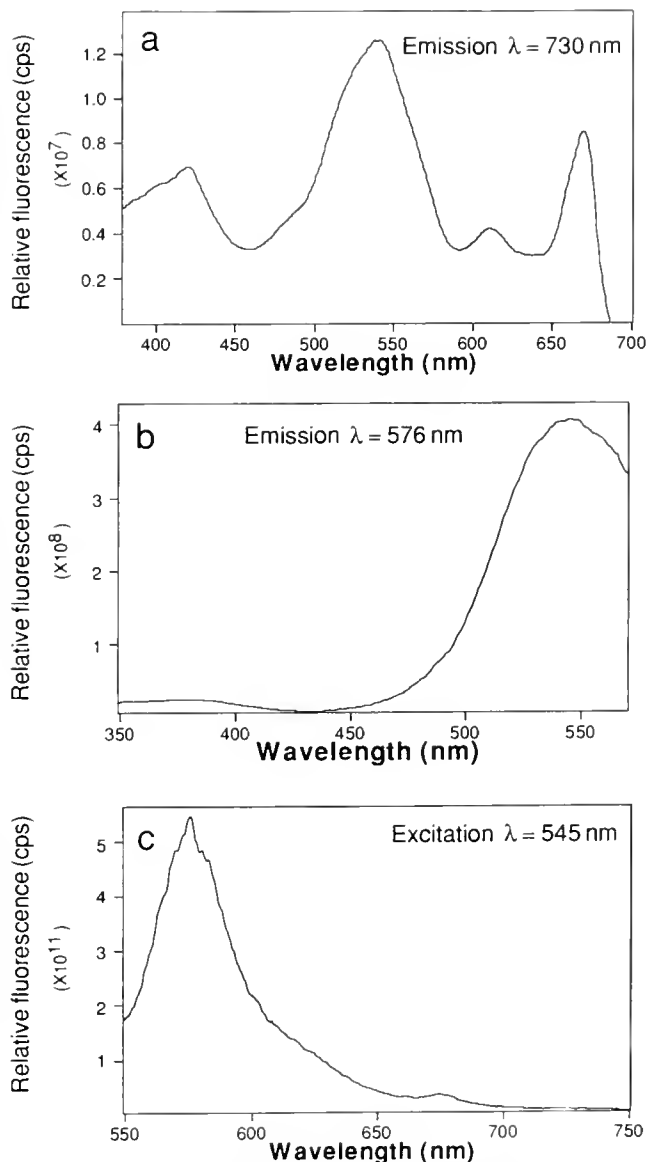 a
Emission λ = 730 nm
Relative fluorescence (cps)
(X10⁷)
1.2
1.0
0.8
0.6
0.4
0.2
400 450 500 550 600 650 700
Wavelength (nm)
b
Emission λ = 576 nm
Relative fluorescence (cps)
(X10⁸)
4
3
2
1
350 400 450 500 550
Wavelength (nm)
c
Excitation λ = 545 nm
Relative fluorescence (cps)
(X10¹¹)
5
4
3
2
1
550 600 650 700 750
Wavelength (nm)